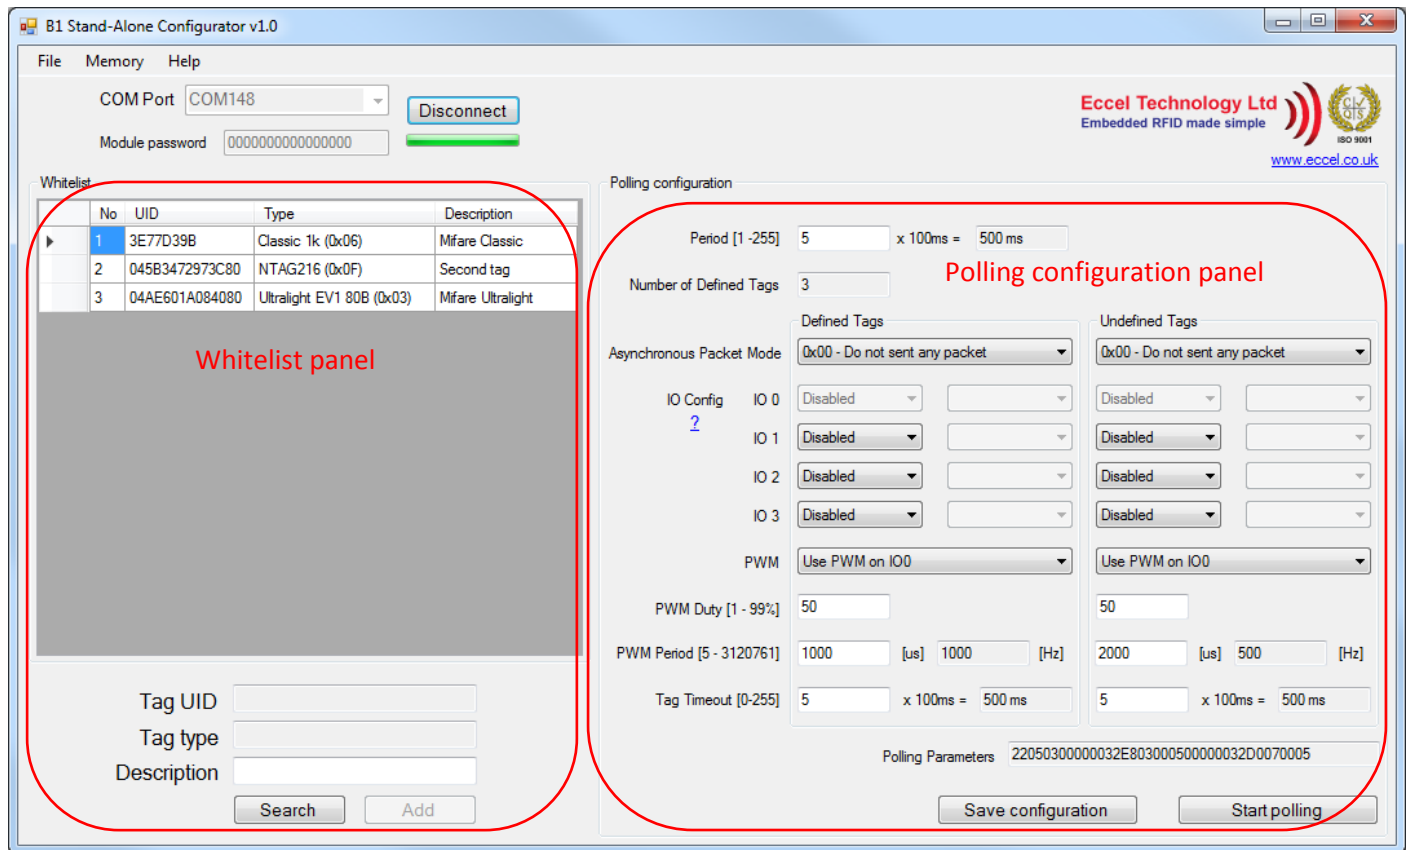 B1 Stand-Alone Configurator v1.0
File Memory Help
COM Port COM148 Disconnect
Module password 0000000000000000
Eccel Technology Ltd
Embedded RFID made simple
ISO 9001
www.eccel.co.uk
Whitelist
No UID Type Description
1 3E77D39B Classic 1k (0x06) Mifare Classic
2 045B3472973C80 NTAG216 (0x0F) Second tag
3 04AE601A084080 Ultralight EV1 80B (0x03) Mifare Ultralight
Whitelist panel
Tag UID
Tag type
Description
Search Add
Polling configuration
Period [1 -255] 5 x 100ms = 500 ms
Polling configuration panel
Number of Defined Tags 3
Defined Tags Undefined Tags
Asynchronous Packet Mode 0x00 - Do not sent any packet 0x00 - Do not sent any packet
IO Config IO 0 Disabled Disabled
?
IO 1 Disabled Disabled
IO 2 Disabled Disabled
IO 3 Disabled Disabled
PWM Use PWM on IO0 Use PWM on IO0
PWM Duty [1 - 99%] 50 50
PWM Period [5 - 3120761] 1000 [us] 1000 [Hz] 2000 [us] 500 [Hz]
Tag Timeout [0-255] 5 x 100ms = 500 ms 5 x 100ms = 500 ms
Polling Parameters 22050300000032E803000500000032D0070005
Save configuration Start polling